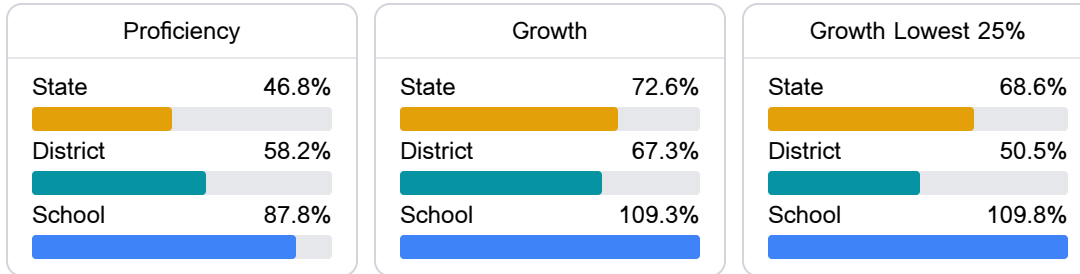 Proficiency
State 46.8%
District 58.2%
School 87.8%
Growth
State 72.6%
District 67.3%
School 109.3%
Growth Lowest 25%
State 68.6%
District 50.5%
School 109.8%